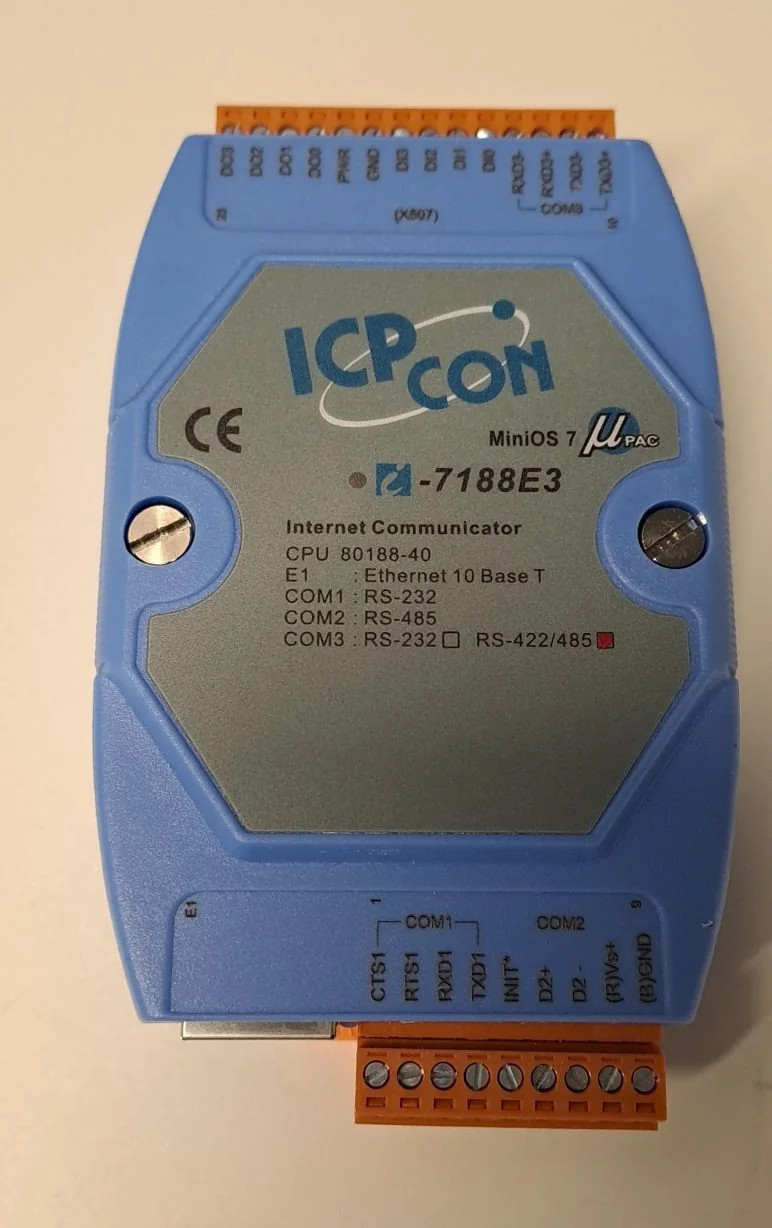 DO3 DO2 DO1 DO0 PWR GND DI3 DI2 DI1 DI0 RXD3- RXD3+ TXD3- TXD3+
COM3
23 (X507) 10
ICP CON
CE MiniOS 7 µPAC
i-7188E3
Internet Communicator
CPU 80188-40
E1 : Ethernet 10 Base T
COM1 : RS-232
COM2 : RS-485
COM3 : RS-232 RS-422/485
E1 1 9
COM1 COM2
CTS1 RTS1 RXD1 TXD1 INIT* D2+ D2- (R)Vs+ (B)GND